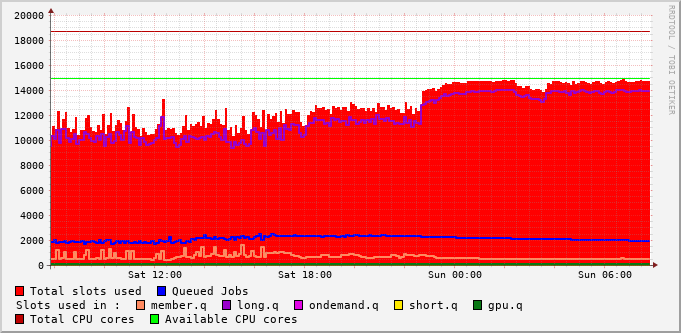 20000
18000
16000
14000
12000
10000
8000
6000
4000
2000
0
Sat 12:00 Sat 18:00 Sun 00:00 Sun 06:00
Total slots used Queued Jobs
Slots used in : member.q long.q ondemand.q short.q gpu.q
Total CPU cores Available CPU cores
RRDTOOL / TOBI OETIKER